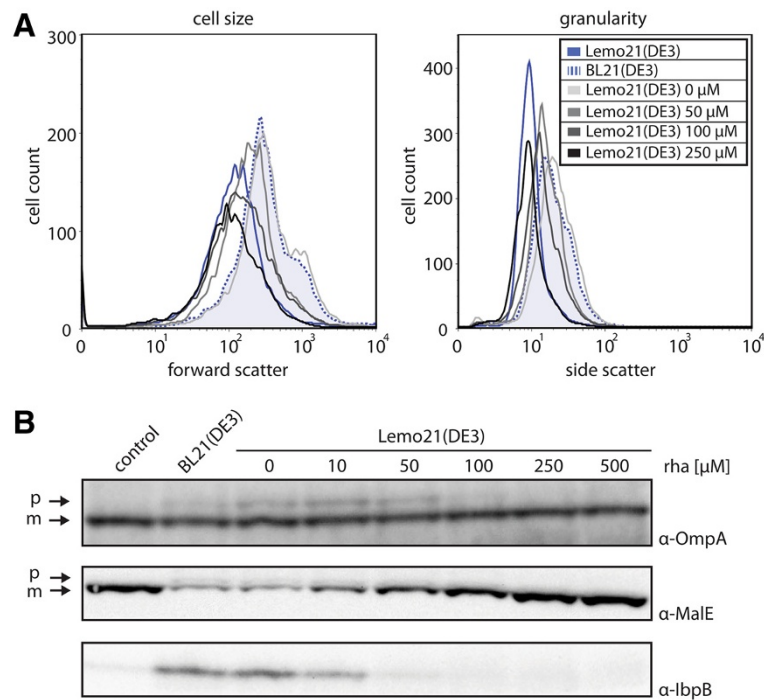 A
cell size
granularity
300
200
100
0
cell count
0
10¹
10²
10³
10⁴
forward scatter
400
300
200
100
0
cell count
0
10¹
10²
10³
10⁴
side scatter
Lemo21(DE3)
BL21(DE3)
Lemo21(DE3) 0 µM
Lemo21(DE3) 50 µM
Lemo21(DE3) 100 µM
Lemo21(DE3) 250 µM
B
control
BL21(DE3)
Lemo21(DE3)
0 10 50 100 250 500 rha [µM]
p
m
α-OmpA
p
m
α-MalE
α-IbpB